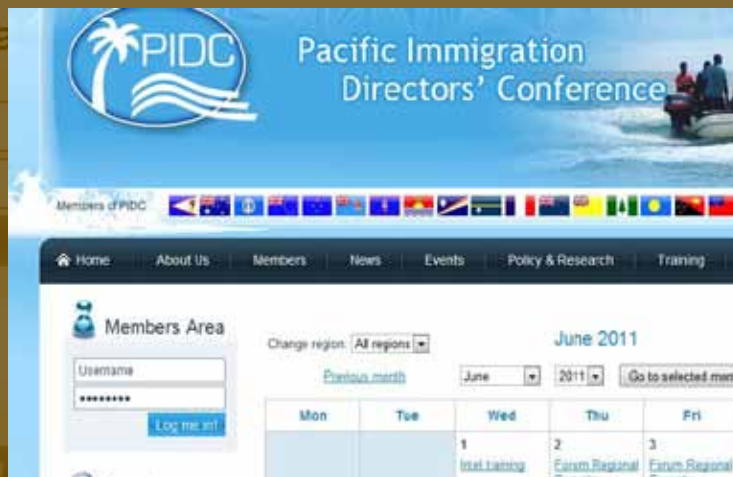 PIDC
Pacific Immigration
Directors' Conference
Members of PIDC
Home About Us Members News Events Policy & Research Training
Members Area
Username
Log me in!
Change region: All regions
June 2011
Previous month June 2011 Go to selected
Mon Tue Wed Thu Fri
1 2 3
Intel training Forum Regional Forum Regional